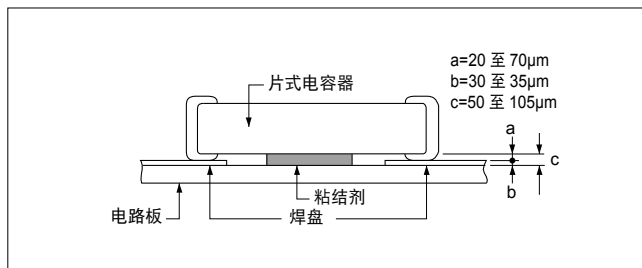 a=20 至 70μm
片式电容器
b=30 至 35μm
c=50 至 105μm
a
c
b
粘结剂
电路板
焊盘